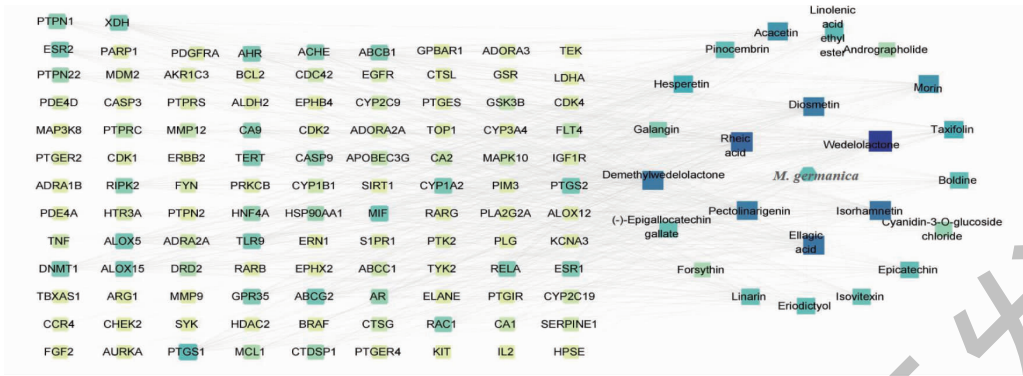 PTPN1 XDH
ESR2 PARP1 PDGFRA AHR ACHE ABCB1 GPBAR1 ADORA3 TEK
PTPN22 MDM2 AKR1C3 BCL2 CDC42 EGFR CTSL GSR LDHA
PDE4D CASP3 PTPRS ALDH2 EPHB4 CYP2C9 PTGES GSK3B CDK4
MAP3K8 PTPRC MMP12 CA9 CDK2 ADORA2A TOP1 CYP3A4 FLT4
PTGER2 CDK1 ERBB2 TERT CASP9 APOBEC3G CA2 MAPK10 IGF1R
ADRA1B RIPK2 FYN PRKCB CYP1B1 SIRT1 CYP1A2 PIM3 PTGS2
PDE4A HTR3A PTPN2 HNF4A HSP90AA1 MIF RARG PLA2G2A ALOX12
TNF ALOX5 ADRA2A TLR9 ERN1 S1PR1 PTK2 PLG KCNA3
DNMT1 ALOX15 DRD2 RARB EPHX2 ABCC1 TYK2 RELA ESR1
TBXAS1 ARG1 MMP9 GPR35 ABCG2 AR ELANE PTGIR CYP2C19
CCR4 CHEK2 SYK HDAC2 BRAF CTSG RAC1 CA1 SERPINE1
FGF2 AURKA PTGS1 MCL1 CTDSP1 PTGER4 KIT IL2 HPSE
Linolenic
acid
ethyl
ester
Acacetin
Pinocembrin
Andrographolide
Hesperetin
Morin
Diosmetin
Galangin
Taxifolin
Rheic
acid
Wedelolactone
Demethylwedelolactone
M. germanica
Boldine
Pectolinarigenin
Isorhamnetin
(-)-Epigallocatechin
gallate
Cyanidin-3-O-glucoside
chloride
Ellagic
acid
Forsythin
Epicatechin
Linarin
Eriodictyol
Isovitexin